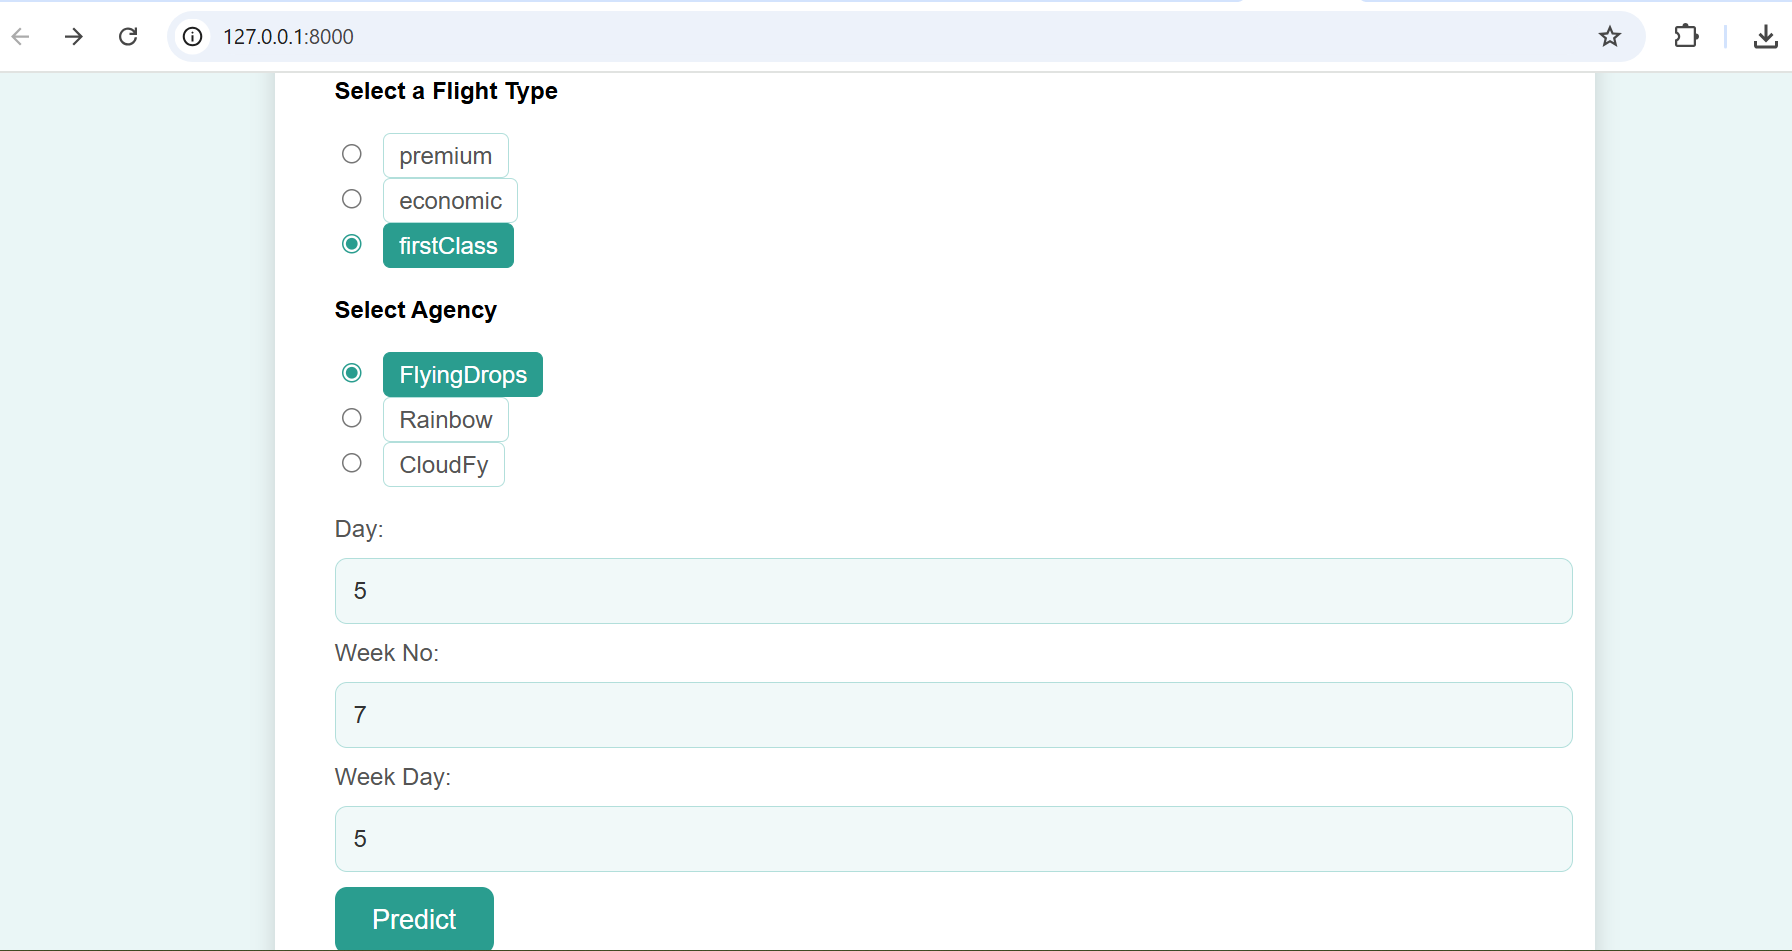 127.0.0.1:8000
Select a Flight Type
premium
economic
firstClass
Select Agency
FlyingDrops
Rainbow
CloudFy
Day:
5
Week No:
7
Week Day:
5
Predict